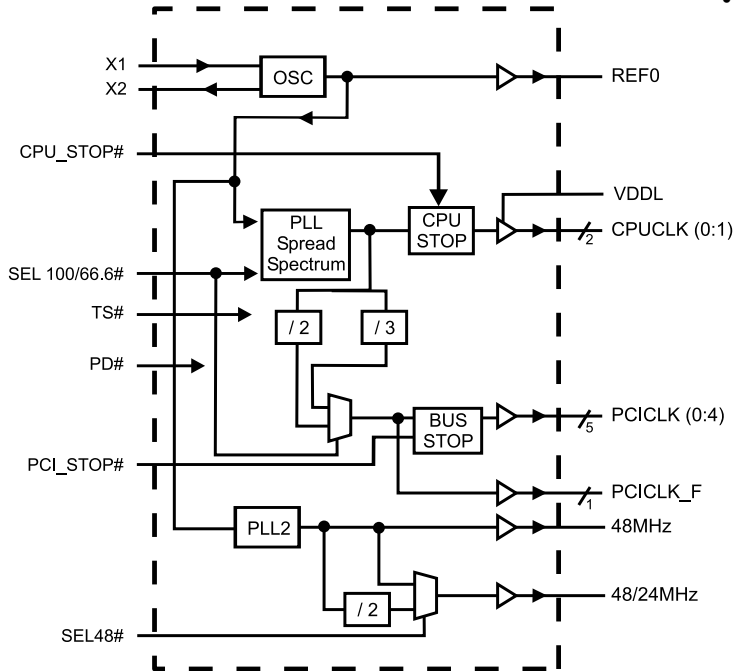 X1
X2
OSC
REF0
CPU_STOP#
VDDL
PLL
Spread
Spectrum
CPU
STOP
CPUCLK (0:1)
2
SEL 100/66.6#
TS#
/ 2
/ 3
PD#
BUS
STOP
PCICLK (0:4)
5
PCI_STOP#
PCICLK_F
1
PLL2
48MHz
/ 2
48/24MHz
SEL48#